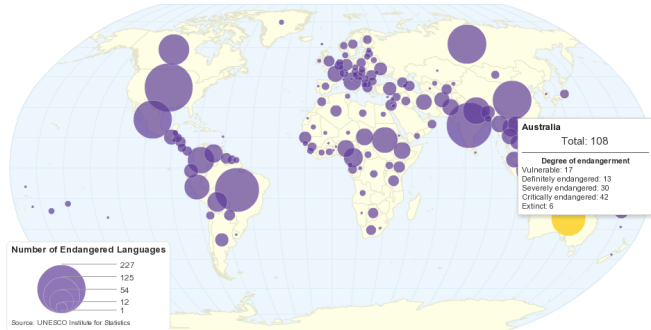 Australia
Total: 108
Degree of endangerment
Vulnerable: 17
Definitely endangered: 13
Severely endangered: 30
Critically endangered: 42
Extinct: 6
Number of Endangered Languages
227
125
54
12
1
Source: UNESCO Institute for Statistics